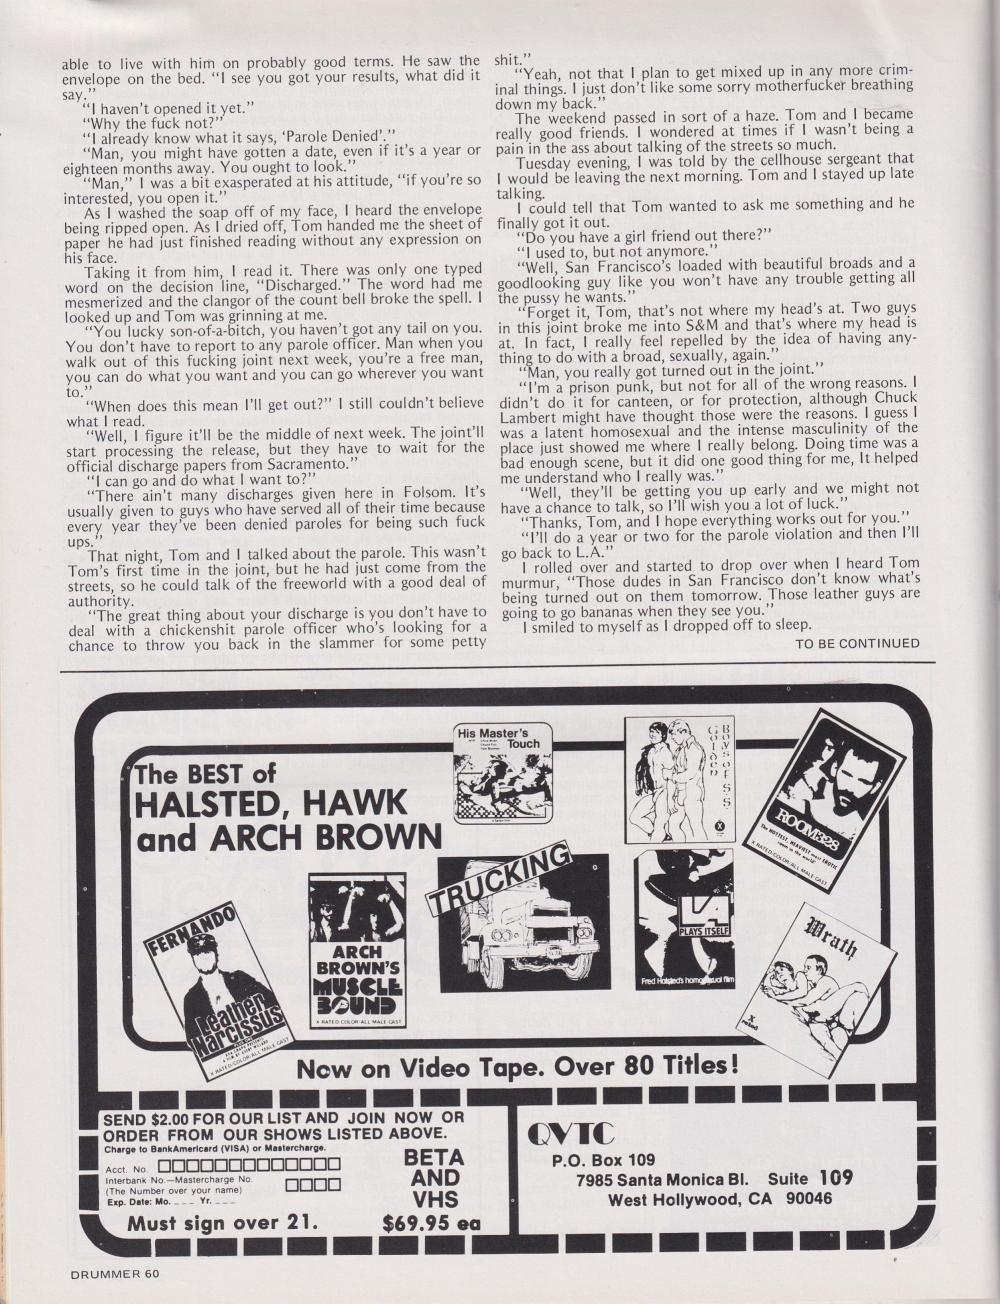 able to live with him on probably good terms. He saw the
envelope on the bed. “I see you got your results, what did it
say.”
“I haven’t opened it yet.”
“Why the fuck not?”
“I already know what it says, ‘Parole Denied’.”
“Man, you might have gotten a date, even if it’s a year or
eighteen months away. You ought to look.”
“Man,” I was a bit exasperated at his attitude, “if you’re so
interested, you open it.”
As I washed the soap off of my face, I heard the envelope
being ripped open. As I dried off, Tom handed me the sheet of
paper he had just finished reading without any expression on
his face.
Taking it from him, I read it. There was only one typed
word on the decision line, “Discharged.” The word had me
mesmerized and the clangor of the count bell broke the spell. I
looked up and Tom was grinning at me.
“You lucky son-of-a-bitch, you haven’t got any tail on you.
You don’t have to report to any parole officer. Man when you
walk out of this fucking joint next week, you’re a free man,
you can do what you want and you can go wherever you want
to.”
“When does this mean I’ll get out?” I still couldn’t believe
what I read.
“Well, I figure it’ll be the middle of next week. The joint’ll
start processing the release, but they have to wait for the
official discharge papers from Sacramento.”
“I can go and do what I want to?”
“There ain’t many discharges given here in Folsom. It’s
usually given to guys who have served all of their time because
every year they’ve been denied paroles for being such fuck
ups.”
That night, Tom and I talked about the parole. This wasn’t
Tom’s first time in the joint, but he had just come from the
streets, so he could talk of the freeworld with a good deal of
authority.
“The great thing about your discharge is you don’t have to
deal with a chickenshit parole officer who’s looking for a
chance to throw you back in the slammer for some petty
shit.”
“Yeah, not that I plan to get mixed up in any more crim-
inal things. I just don’t like some sorry motherfucker breathing
down my back.”
The weekend passed in sort of a haze. Tom and I became
really good friends. I wondered at times if I wasn’t being a
pain in the ass about talking of the streets so much.
Tuesday evening, I was told by the cellhouse sergeant that
I would be leaving the next morning. Tom and I stayed up late
talking.
I could tell that Tom wanted to ask me something and he
finally got it out.
“Do you have a girl friend out there?”
“I used to, but not anymore.”
“Well, San Francisco’s loaded with beautiful broads and a
goodlooking guy like you won’t have any trouble getting all
the pussy he wants.”
“Forget it, Tom, that’s not where my head’s at. Two guys
in this joint broke me into S&M and that’s where my head is
at. In fact, I really feel repelled by the idea of having any-
thing to do with a broad, sexually, again.”
“Man, you really got turned out in the joint.”
“I’m a prison punk, but not for all of the wrong reasons. I
didn’t do it for canteen, or for protection, although Chuck
Lambert might have thought those were the reasons. I guess I
was a latent homosexual and the intense masculinity of the
place just showed me where I really belong. Doing time was a
bad enough scene, but it did one good thing for me, It helped
me understand who I really was.”
“Well, they’ll be getting you up early and we might not
have a chance to talk, so I’ll wish you a lot of luck.”
“Thanks, Tom, and I hope everything works out for you.”
“I’ll do a year or two for the parole violation and then I’ll
go back to L.A.”
I rolled over and started to drop over when I heard Tom
murmur, “Those dudes in San Francisco don’t know what’s
being turned out on them tomorrow. Those leather guys are
going to go bananas when they see you.”
I smiled to myself as I dropped off to sleep.
TO BE CONTINUED
The BEST of
HALSTED, HAWK
and ARCH BROWN
His Master’s
Touch
Golden
Boys of S.S
X
ROOM 328
The HOTTEST, HEAVIEST most EROTIC
room in the world
X RATED·COLOR·ALL MALE CAST
TRUCKING
LA
PLAYS ITSELF
Fred Halsted’s homosexual film
Wrath
X
rated
FERNANDO
Leather
Narcissus
X RATED·COLOR·ALL MALE CAST
ARCH
BROWN’S
MUSCLE
BOUND
X RATED·COLOR·ALL MALE CAST
Now on Video Tape. Over 80 Titles!
SEND $2.00 FOR OUR LIST AND JOIN NOW OR
ORDER FROM OUR SHOWS LISTED ABOVE.
Charge to BankAmericard (VISA) or Mastercharge.
Acct. No.
Interbank No.—Mastercharge No.
(The Number over your name)
Exp. Date: Mo. ___ Yr. ___
Must sign over 21.
BETA
AND
VHS
$69.95 ea
QVTC
P.O. Box 109
7985 Santa Monica Bl. Suite 109
West Hollywood, CA 90046
DRUMMER 60